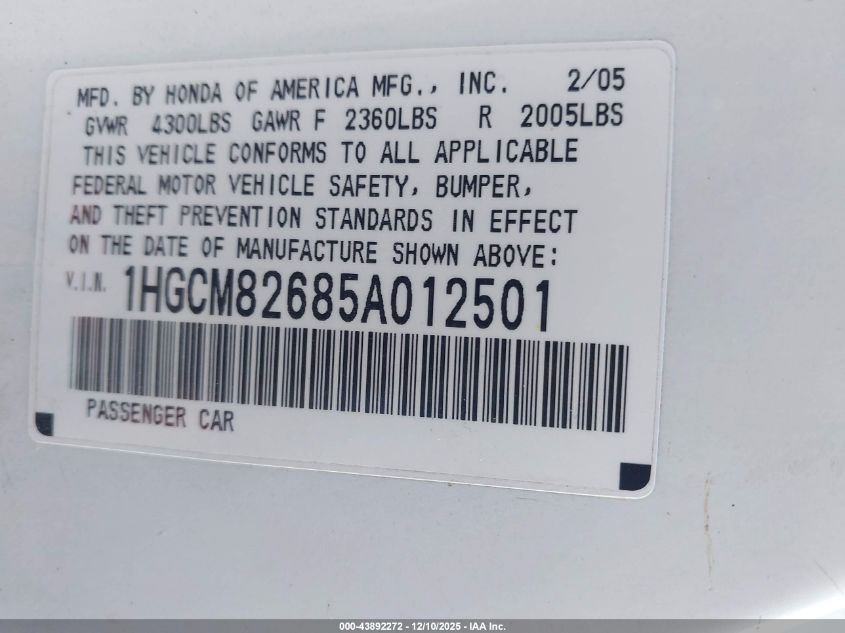 MFD. BY HONDA OF AMERICA MFG., INC. 2/05
GVWR 4300LBS GAWR F 2360LBS R 2005LBS
THIS VEHICLE CONFORMS TO ALL APPLICABLE
FEDERAL MOTOR VEHICLE SAFETY, BUMPER,
AND THEFT PREVENTION STANDARDS IN EFFECT
ON THE DATE OF MANUFACTURE SHOWN ABOVE:
V.I.N. 1HGCM82685A012501
PASSENGER CAR
000-43892272 - 12/10/2025 - IAA Inc.